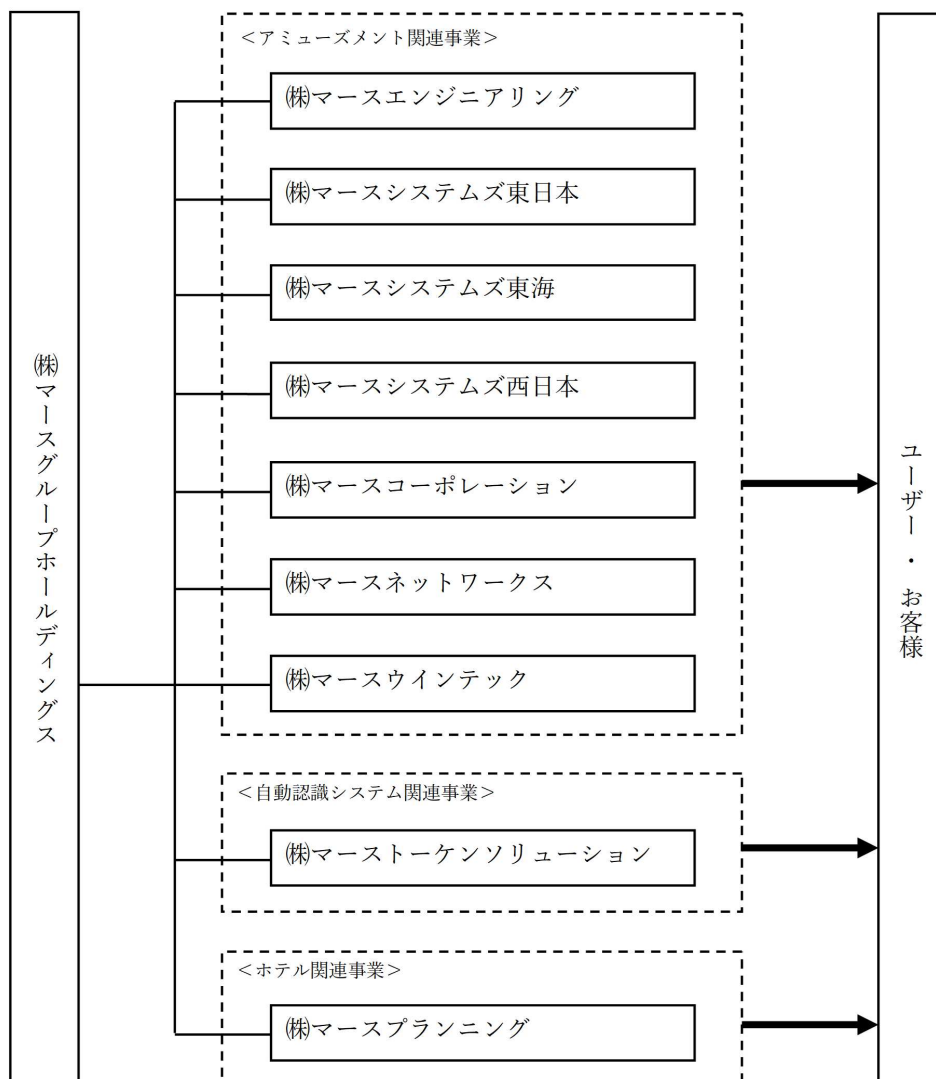 ㈱マースグループホールディングス
＜アミューズメント関連事業＞
㈱マースエンジニアリング
㈱マースシステムズ東日本
㈱マースシステムズ東海
㈱マースシステムズ西日本
㈱マースコーポレーション
㈱マースネットワークス
㈱マースウインテック
＜自動認識システム関連事業＞
㈱マーストーケンソリューション
＜ホテル関連事業＞
㈱マースプランニング
ユーザー・お客様